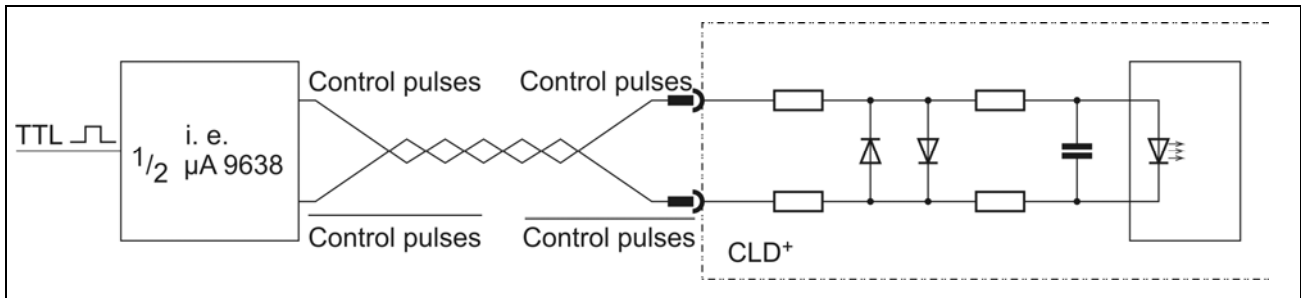 TTL
i. e.
1/2 µA 9638
Control pulses
Control pulses
Control pulses
Control pulses
CLD+